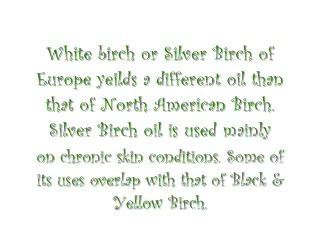 White birch or Silver Birch of
Europe yeilds a different oil than
that of North American Birch.
Silver Birch oil is used mainly
on chronic skin conditions. Some of
its uses overlap with that of Black &
Yellow Birch.